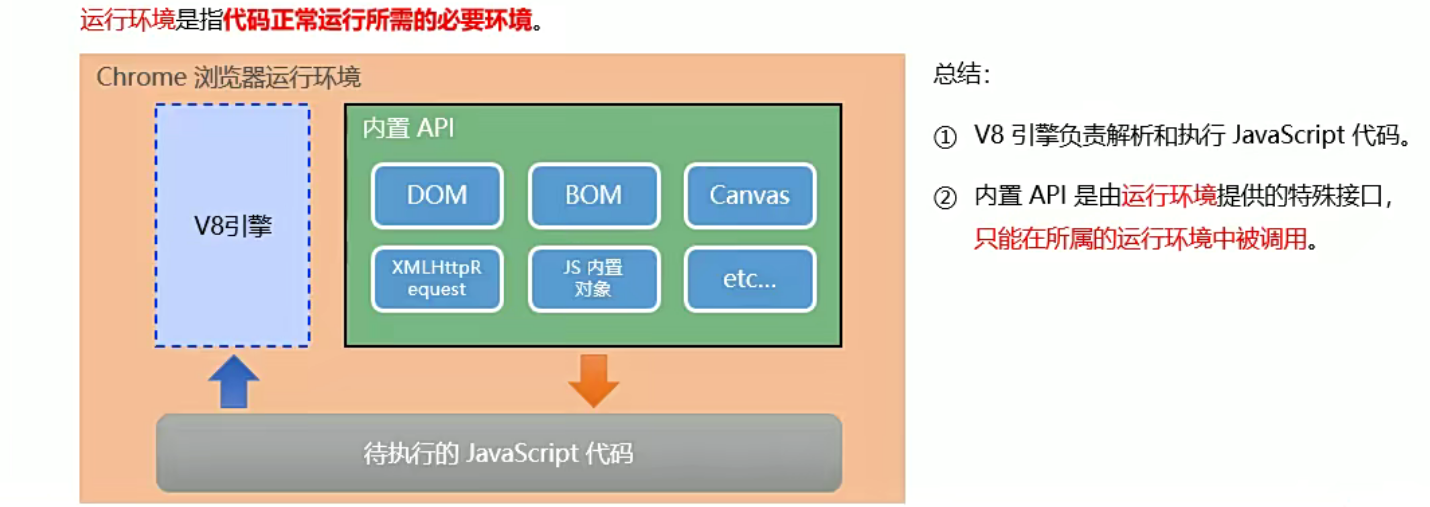 运行环境是指代码正常运行所需的必要环境。
Chrome 浏览器运行环境
V8引擎
内置 API
DOM
BOM
Canvas
XMLHttpR
equest
JS 内置
对象
etc...
待执行的 JavaScript 代码
总结：
① V8 引擎负责解析和执行 JavaScript 代码。
② 内置 API 是由运行环境提供的特殊接口，
只能在所属的运行环境中被调用。